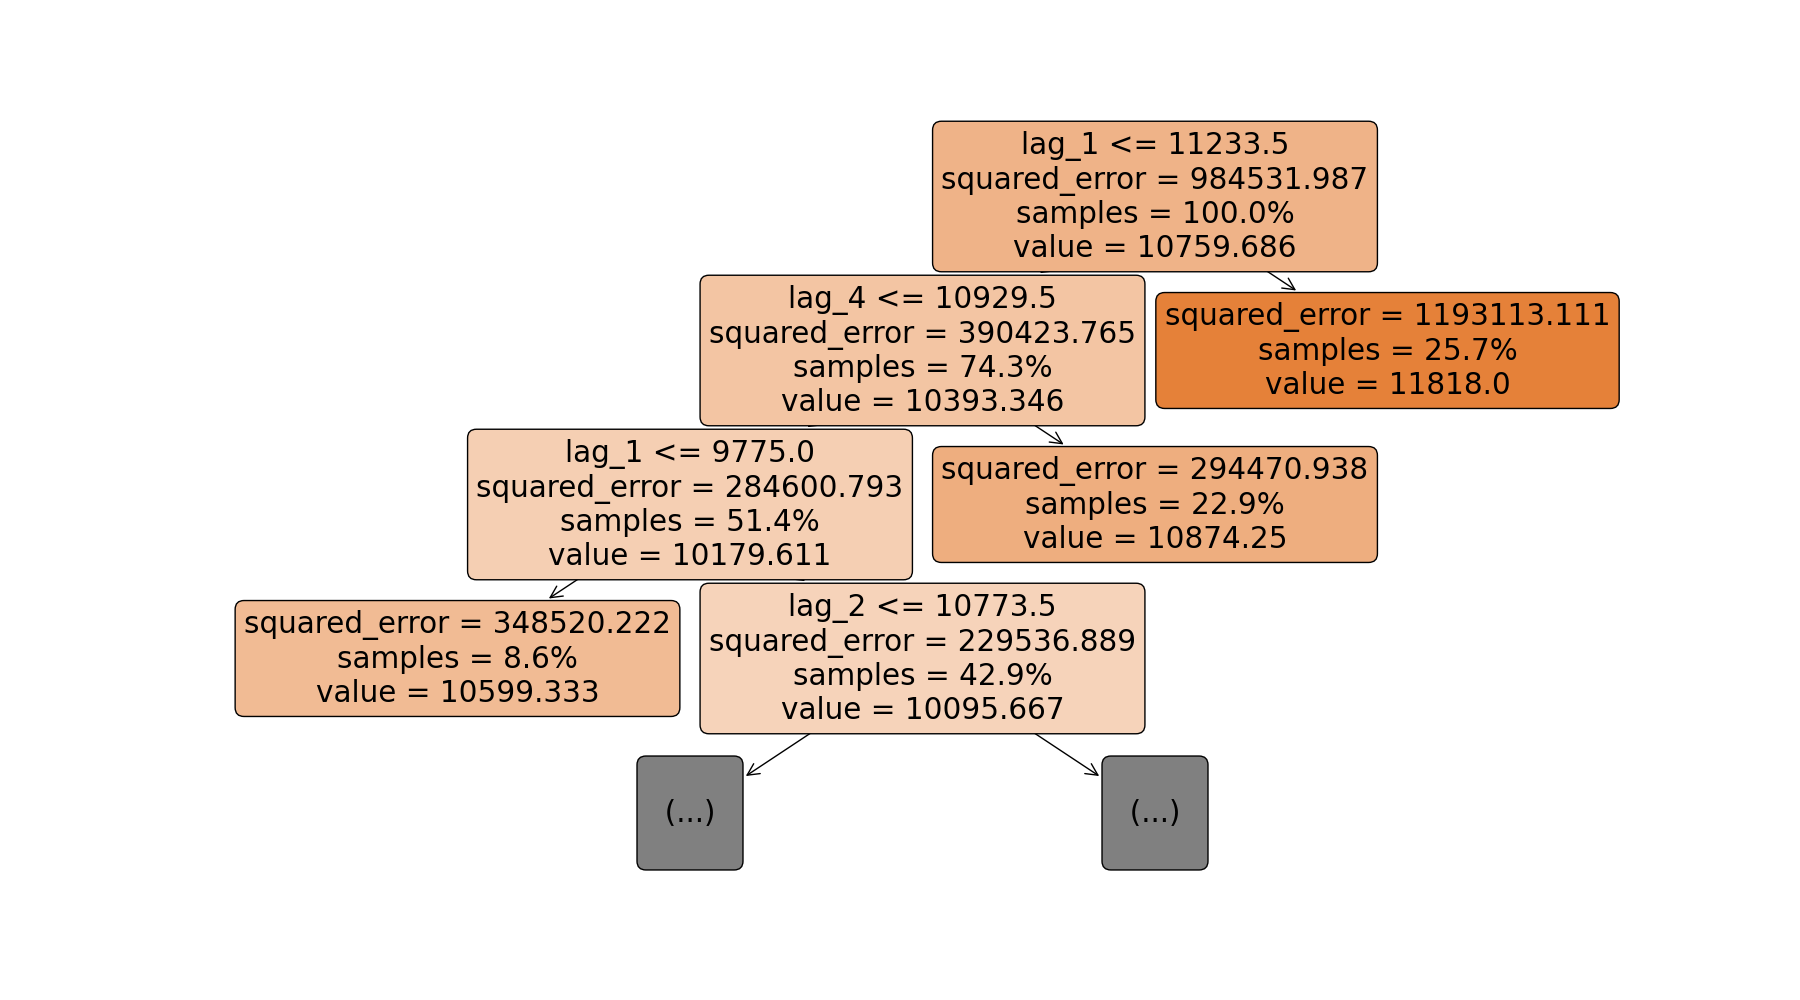 lag_1 <= 11233.5
squared_error = 984531.987
samples = 100.0%
value = 10759.686
lag_4 <= 10929.5
squared_error = 390423.765
samples = 74.3%
value = 10393.346
squared_error = 1193113.111
samples = 25.7%
value = 11818.0
lag_1 <= 9775.0
squared_error = 284600.793
samples = 51.4%
value = 10179.611
squared_error = 294470.938
samples = 22.9%
value = 10874.25
squared_error = 348520.222
samples = 8.6%
value = 10599.333
lag_2 <= 10773.5
squared_error = 229536.889
samples = 42.9%
value = 10095.667
(...)
(...)